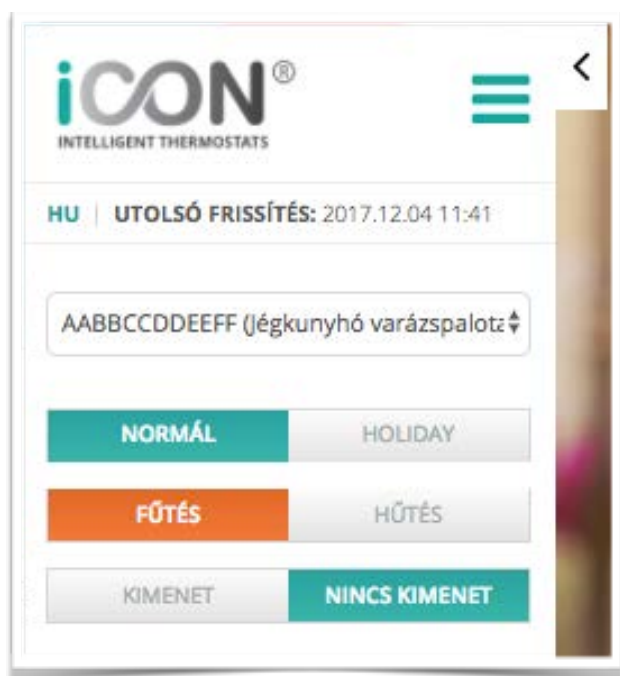 iCON®
INTELLIGENT THERMOSTATS
HU | UTOLSÓ FRISSÍTÉS: 2017.12.04 11:41
AABBCCDDEEFF (Jégkunyhó varázspalota
NORMÁL HOLIDAY
FŰTÉS HŰTÉS
KIMENET NINCS KIMENET